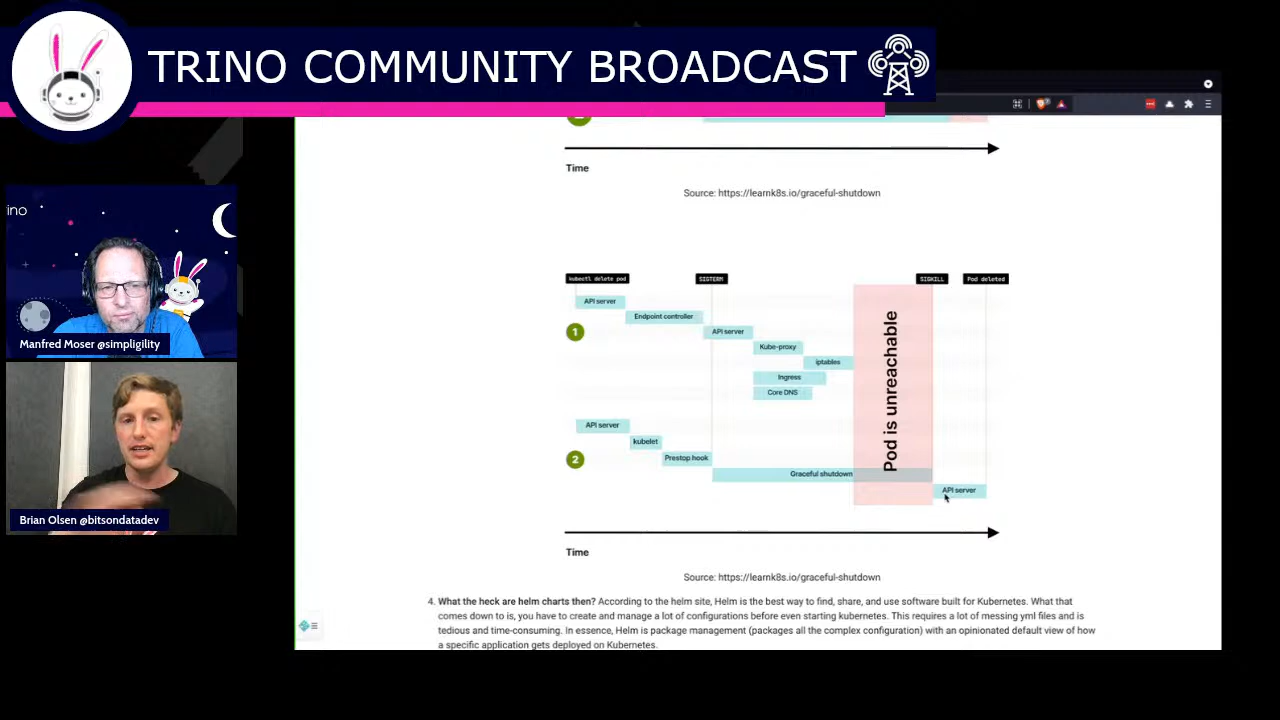 TRINO COMMUNITY BROADCAST
ino
Manfred Moser @simpligility
Brian Olsen @bitsondatadev
Time
Source: https://learnk8s.io/graceful-shutdown
kubectl delete pod
SIGTERM
SIGKILL
Pod deleted
API server
Endpoint controller
1
API server
Kube-proxy
iptables
Ingress
Core DNS
Pod is unreachable
API server
kubelet
2
Prestop hook
Graceful shutdown
API server
Time
Source: https://learnk8s.io/graceful-shutdown
4. What the heck are helm charts then? According to the helm site, Helm is the best way to find, share, and use software built for Kubernetes. What that
comes down to is, you have to create and manage a lot of configurations before even starting kubernetes. This requires a lot of messing yml files and is
tedious and time-consuming. In essence, Helm is package management (packages all the complex configuration) with an opinionated default view of how
a specific application gets deployed on Kubernetes.